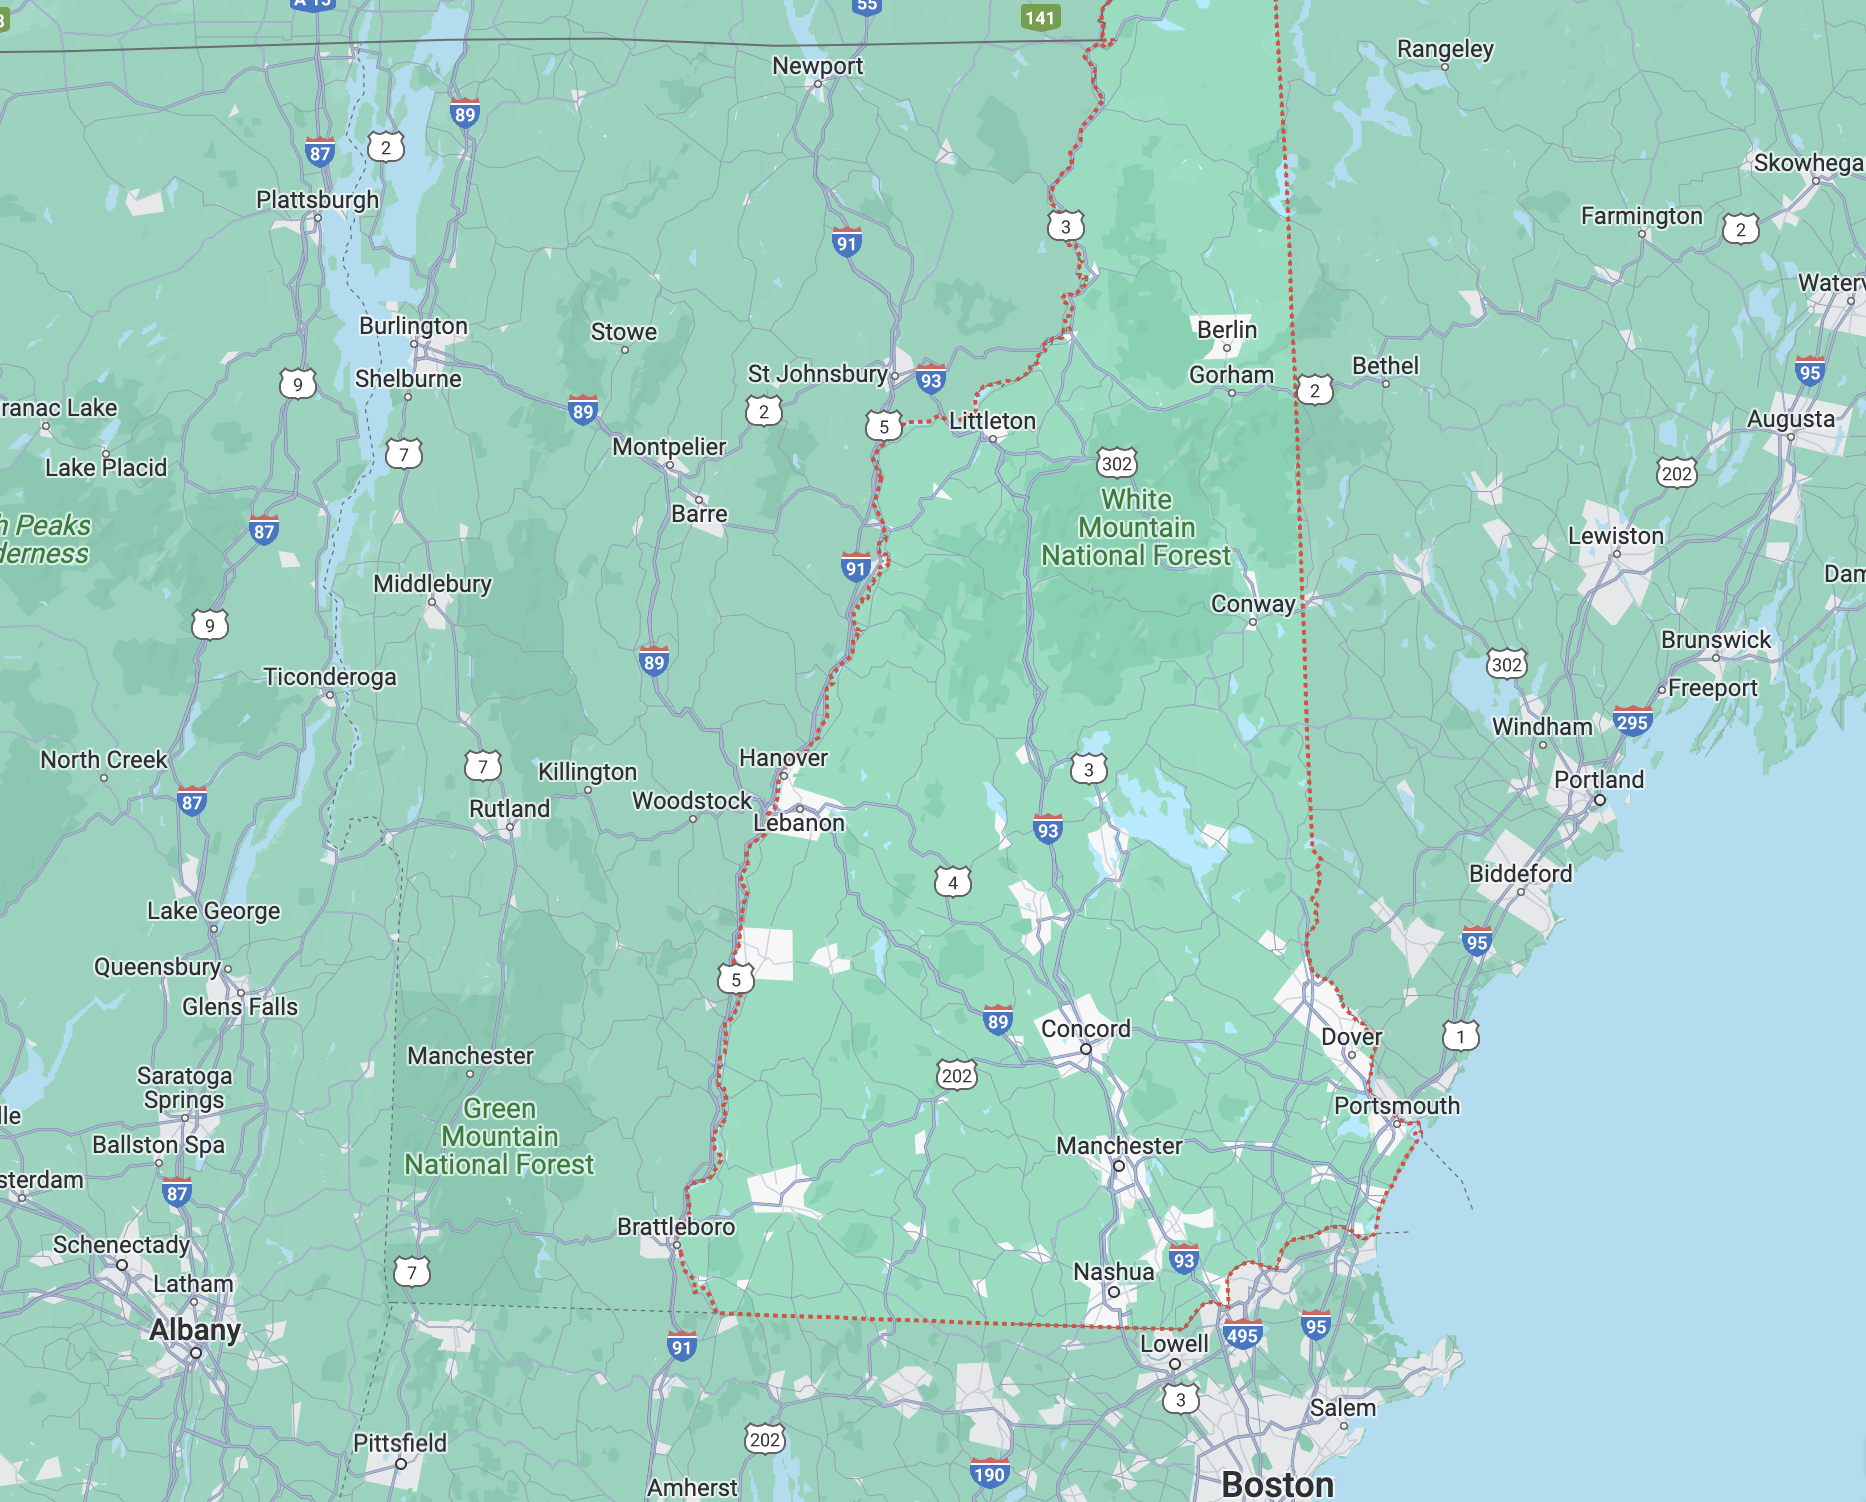 A 15
55
141
Rangeley
Newport
89
87
2
Skowhega
Plattsburgh
Farmington
2
3
91
Waterv
Burlington
Stowe
Berlin
Shelburne
St Johnsbury
93
Gorham
Bethel
95
9
2
2
ranac Lake
89
5
Littleton
Augusta
Lake Placid
7
Montpelier
302
202
White
Mountain
National Forest
h Peaks
derness
87
Barre
Lewiston
91
Middlebury
Dam
9
Conway
Brunswick
89
302
Ticonderoga
Freeport
295
Windham
North Creek
7
Killington
Hanover
3
Portland
87
Rutland
Woodstock
Lebanon
93
Biddeford
4
Lake George
95
Queensbury
5
Glens Falls
89
Concord
Dover
1
Manchester
202
Saratoga
Springs
lle
Green
Mountain
National Forest
Portsmouth
Ballston Spa
Manchester
sterdam
87
Brattleboro
Schenectady
7
93
Latham
Nashua
Albany
91
495
95
Lowell
3
Salem
202
Pittsfield
190
Amherst
Boston